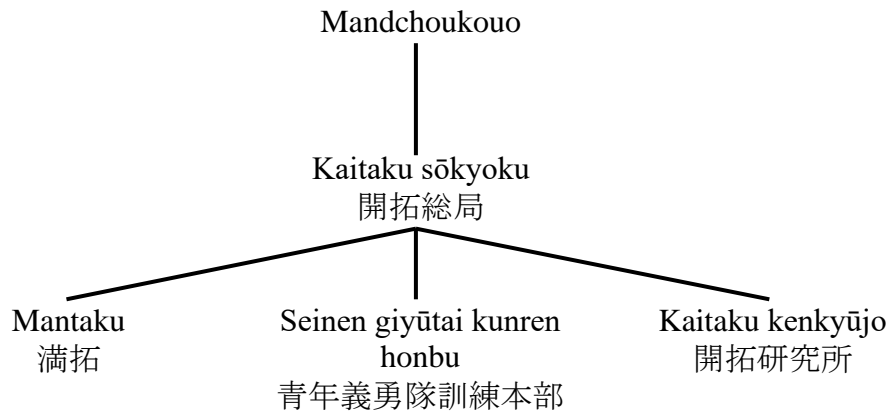 Mandchoukouo
Kaitaku sōkyoku
開拓総局
Mantaku
満拓
Seinen giyūtai kunren
honbu
青年義勇隊訓練本部
Kaitaku kenkyūjo
開拓研究所